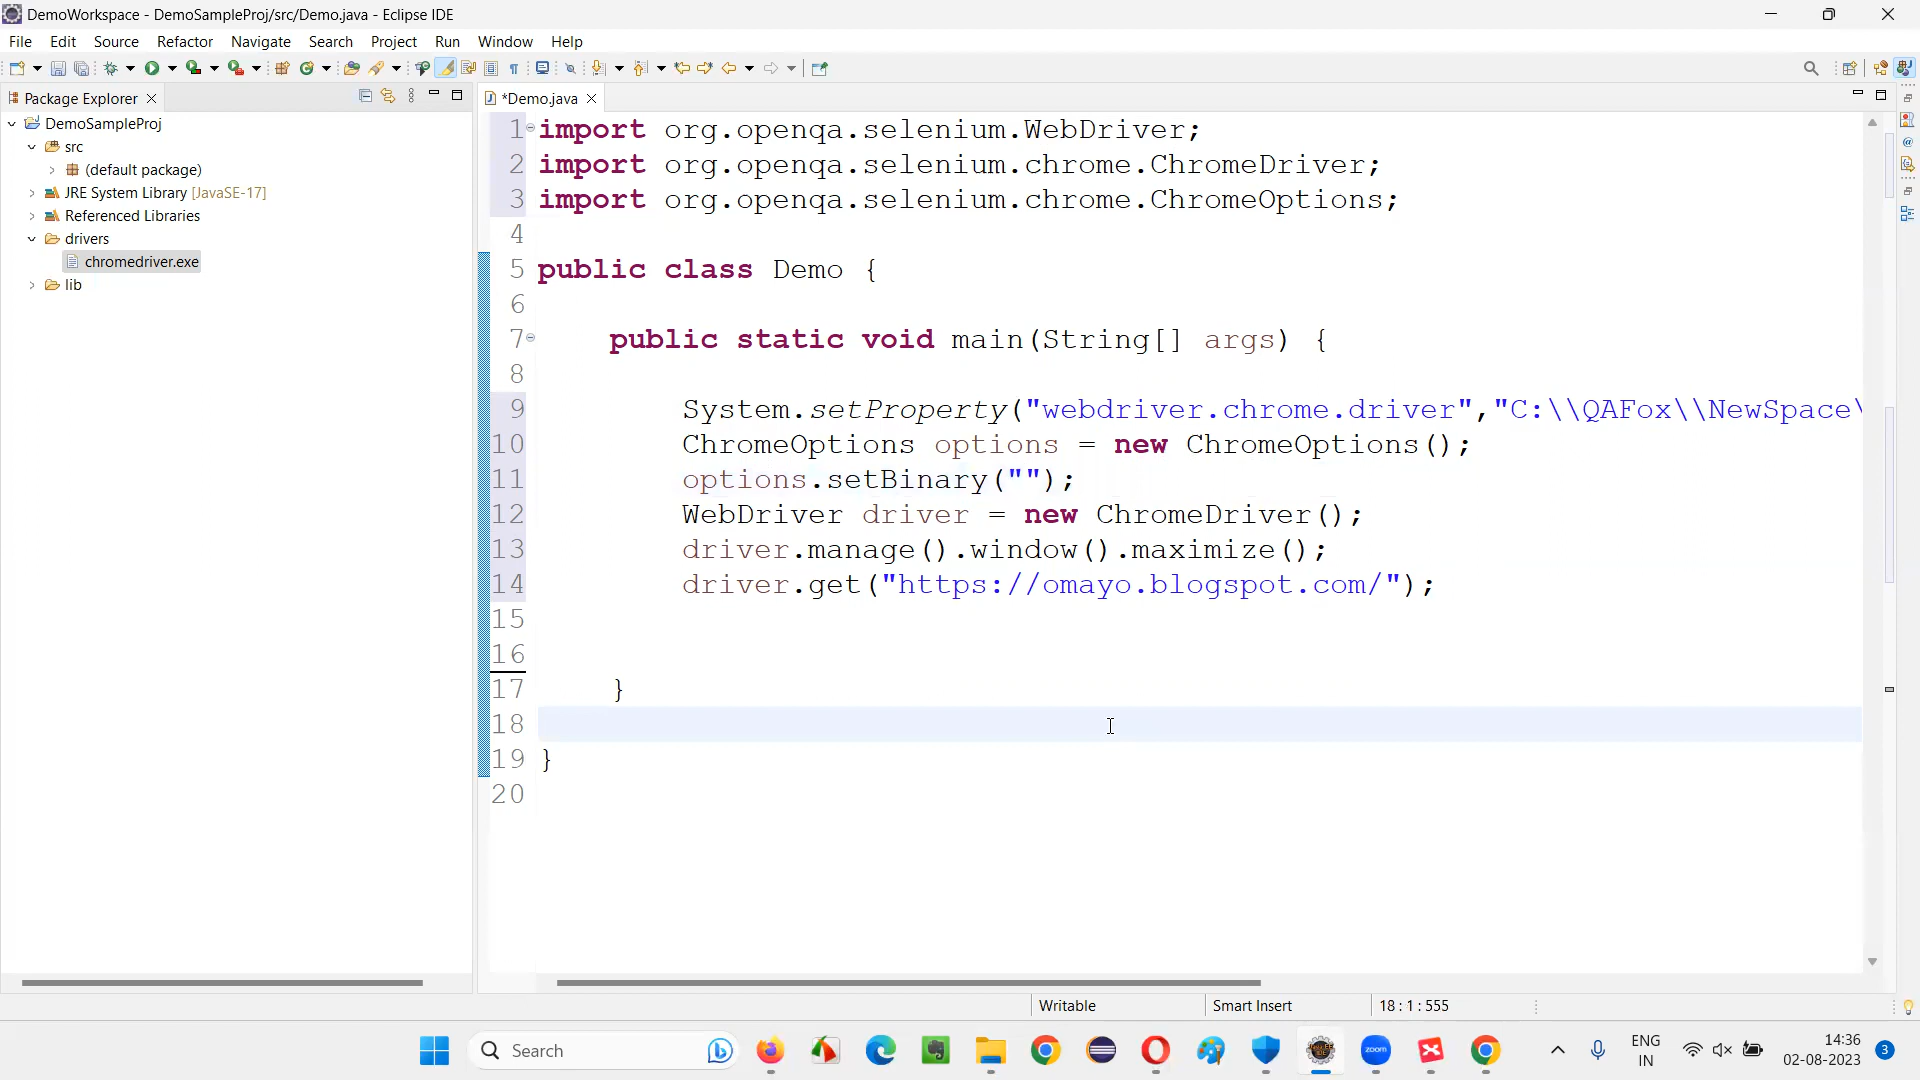 DemoWorkspace - DemoSampleProj/src/Demo.java - Eclipse IDE
File Edit Source Refactor Navigate Search Project Run Window Help
Package Explorer
*Demo.java
DemoSampleProj
src
(default package)
JRE System Library [JavaSE-17]
Referenced Libraries
drivers
chromedriver.exe
lib
1 import org.openqa.selenium.WebDriver;
2 import org.openqa.selenium.chrome.ChromeDriver;
3 import org.openqa.selenium.chrome.ChromeOptions;
4
5 public class Demo {
6
7 public static void main(String[] args) {
8
9 System.setProperty("webdriver.chrome.driver","C:\\QAFox\\NewSpace\
10 ChromeOptions options = new ChromeOptions();
11 options.setBinary("");
12 WebDriver driver = new ChromeDriver();
13 driver.manage().window().maximize();
14 driver.get("https://omayo.blogspot.com/");
15
16
17 }
18
19 }
20
Writable Smart Insert 18 : 1 : 555
Search
zoom
ENG
IN
14:36
02-08-2023
3